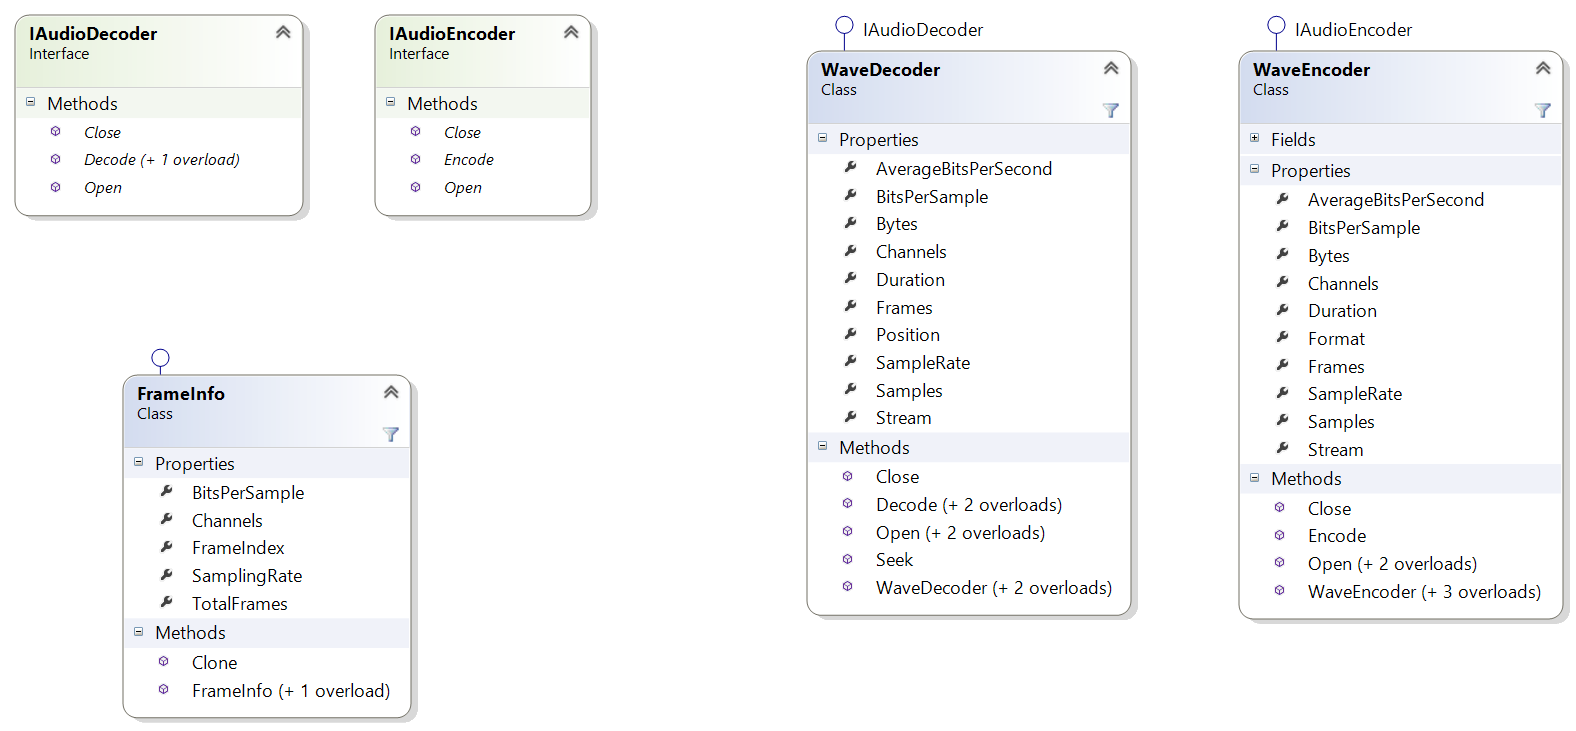 IAudioDecoder
Interface
Methods
Close
Decode (+ 1 overload)
Open
IAudioEncoder
Interface
Methods
Close
Encode
Open
FrameInfo
Class
Properties
BitsPerSample
Channels
FrameIndex
SamplingRate
TotalFrames
Methods
Clone
FrameInfo (+ 1 overload)
IAudioDecoder
WaveDecoder
Class
Properties
AverageBitsPerSecond
BitsPerSample
Bytes
Channels
Duration
Frames
Position
SampleRate
Samples
Stream
Methods
Close
Decode (+ 2 overloads)
Open (+ 2 overloads)
Seek
WaveDecoder (+ 2 overloads)
IAudioEncoder
WaveEncoder
Class
Fields
Properties
AverageBitsPerSecond
BitsPerSample
Bytes
Channels
Duration
Format
Frames
SampleRate
Samples
Stream
Methods
Close
Encode
Open (+ 2 overloads)
WaveEncoder (+ 3 overloads)